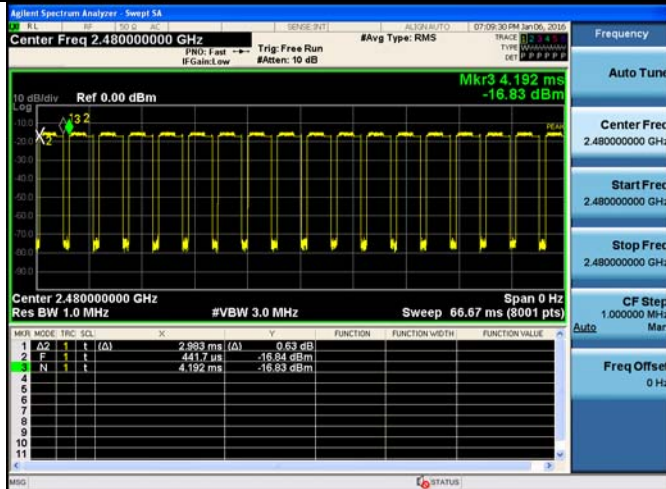 Agilent Spectrum Analyzer - Swept SA
RL RF 50 Ω AC SENSE:INT ALIGN AUTO 07:09:30 PM Jan 06, 2016
Center Freq 2.480000000 GHz
PNO: Fast
IFGain:Low
Trig: Free Run
#Atten: 10 dB
#Avg Type: RMS
TRACE 1 2 3 4 5 6
TYPE
DET P P P P P P
Mkr3 4.192 ms
-16.83 dBm
10 dB/div Ref 0.00 dBm
Log
-10.0
-20.0
-30.0
-40.0
-50.0
-60.0
-70.0
-80.0
-90.0
2
13 2
PEAK
Center 2.480000000 GHz Span 0 Hz
Res BW 1.0 MHz #VBW 3.0 MHz Sweep 66.67 ms (8001 pts)
MKR MODE TRC SCL X Y FUNCTION FUNCTION WIDTH FUNCTION VALUE
1 Δ2 1 t (Δ) 2.983 ms (Δ) 0.63 dB
2 F 1 t 441.7 us -16.84 dBm
3 N 1 t 4.192 ms -16.83 dBm
4
5
6
7
8
9
10
11
MSG STATUS
Frequency
Auto Tune
Center Freq
2.480000000 GHz
Start Freq
2.480000000 GHz
Stop Freq
2.480000000 GHz
CF Step
1.000000 MHz
Auto Man
Freq Offset
0 Hz